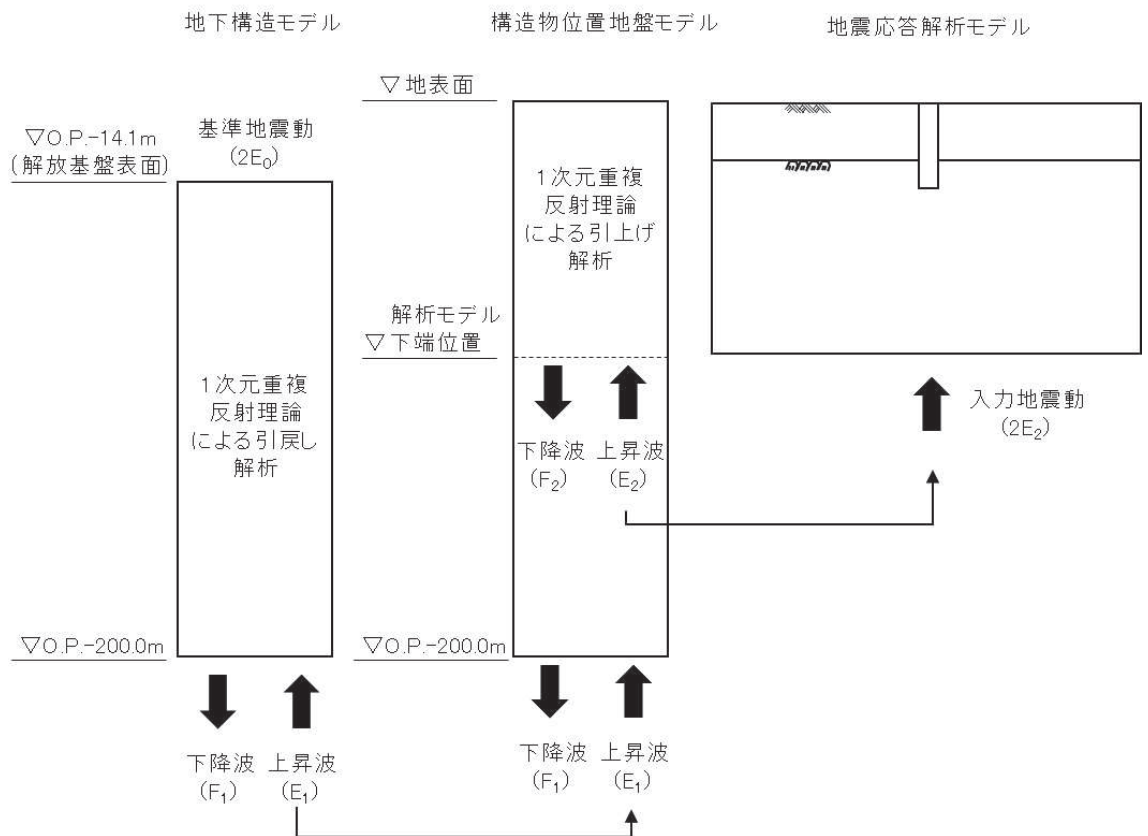 地下構造モデル
▽O.P.-14.1m
(解放基盤表面)
基準地震動
(2E₀)
1次元重複
反射理論
による引戻し
解析
▽O.P.-200.0m
下降波
(F₁)
上昇波
(E₁)
構造物位置地盤モデル
▽地表面
1次元重複
反射理論
による引上げ
解析
解析モデル
▽下端位置
下降波
(F₂)
上昇波
(E₂)
▽O.P.-200.0m
下降波
(F₁)
上昇波
(E₁)
地震応答解析モデル
入力地震動
(2E₂)